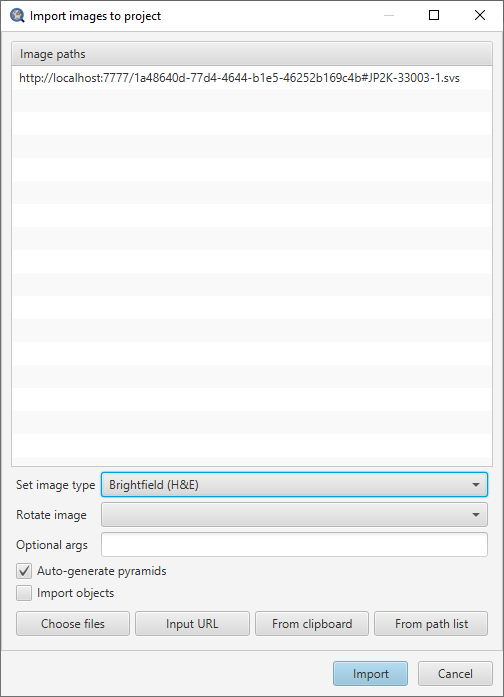 Import images to project
Image paths
http://localhost:7777/1a48640d-77d4-4644-b1e5-46252b169c4b#JP2K-33003-1.svs
Set image type Brightfield (H&E)
Rotate image
Optional args
Auto-generate pyramids
Import objects
Choose files Input URL From clipboard From path list
Import Cancel